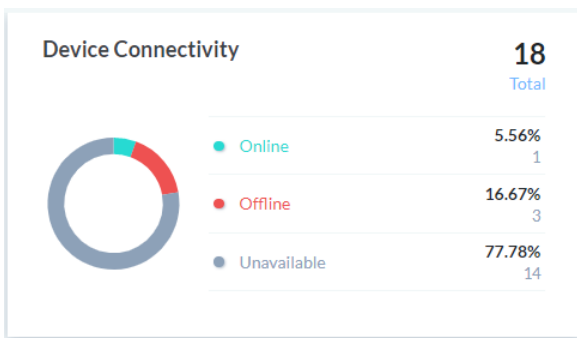 Device Connectivity
18
Total
Online
5.56%
1
Offline
16.67%
3
Unavailable
77.78%
14